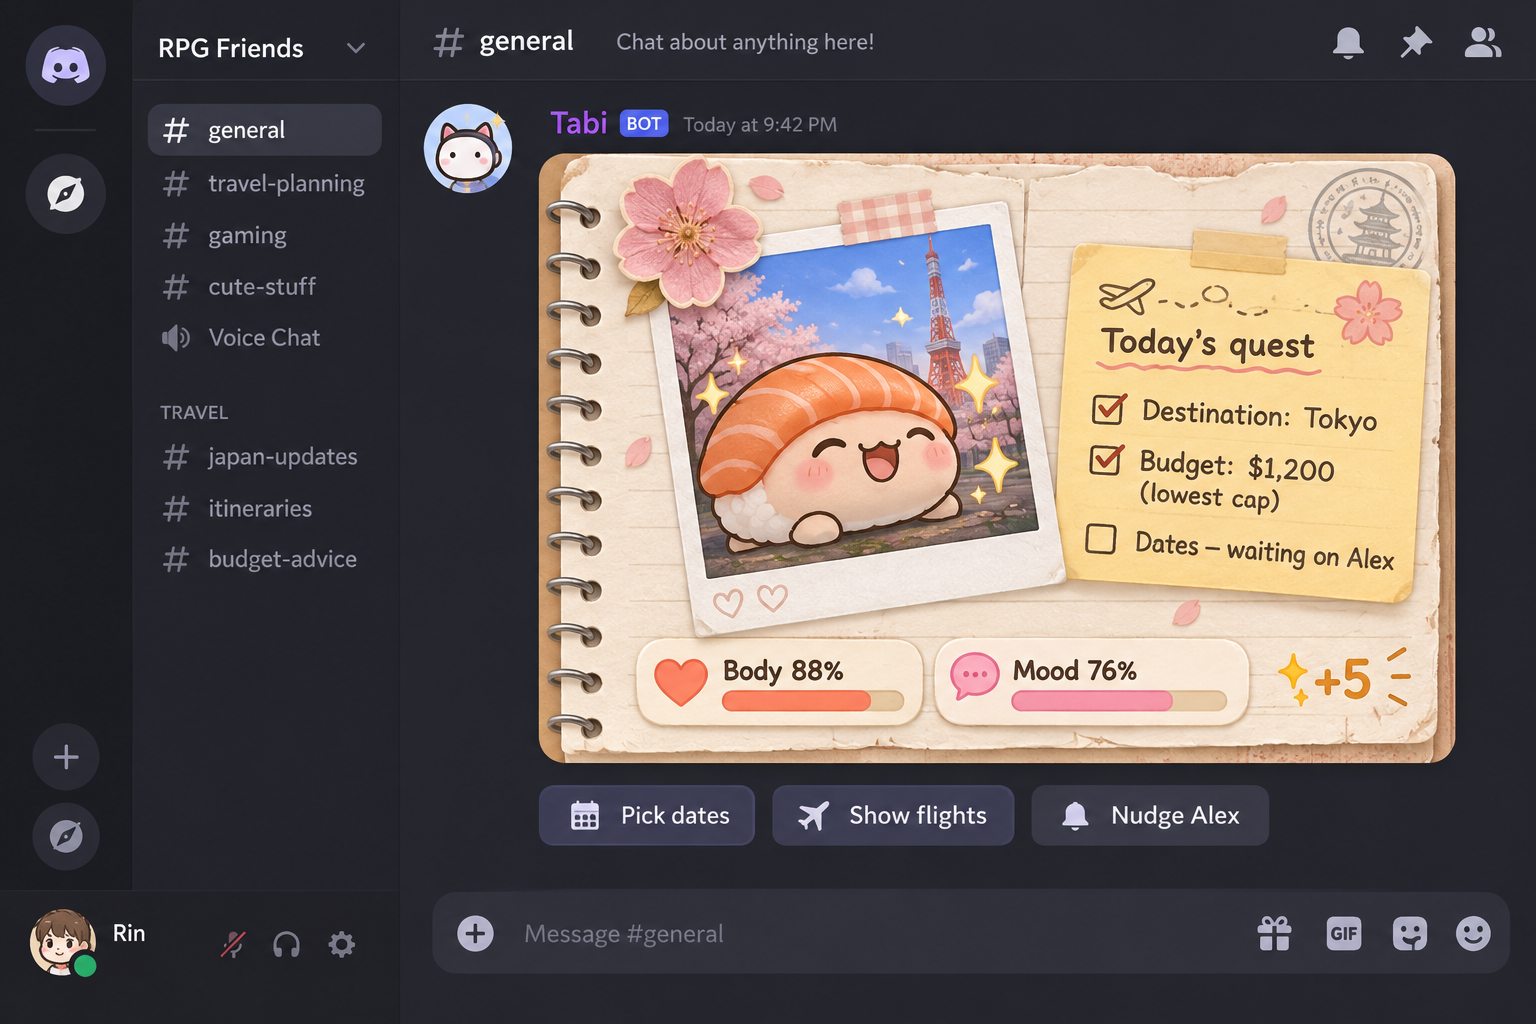 RPG Friends
general
travel-planning
gaming
cute-stuff
Voice Chat
TRAVEL
japan-updates
itineraries
budget-advice
Rin
# general
Chat about anything here!
Tabi BOT Today at 9:42 PM
Today's quest
Destination: Tokyo
Budget: $1,200
(lowest cap)
Dates – waiting on Alex
Body 88%
Mood 76%
+5
Pick dates
Show flights
Nudge Alex
Message #general
GIF